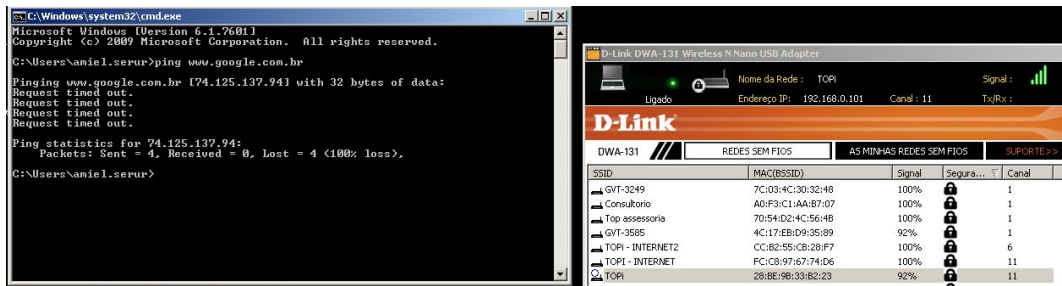 C:\Windows\system32\cmd.exe
Microsoft Windows [Version 6.1.7601]
Copyright (c) 2009 Microsoft Corporation.  All rights reserved.
C:\Users\amiel.serur>ping www.google.com.br
Pinging www.google.com.br [74.125.137.94] with 32 bytes of data:
Request timed out.
Request timed out.
Request timed out.
Request timed out.
Ping statistics for 74.125.137.94:
    Packets: Sent = 4, Received = 0, Lost = 4 (100% loss),
C:\Users\amiel.serur>
D-Link DWA-131 Wireless N Nano USB Adapter
Nome da Rede : TOPi Signal :
Ligado Endereço IP: 192.168.0.101 Canal : 11 Tx/Rx :
D-Link
DWA-131 REDES SEM FIOS AS MINHAS REDES SEM FIOS SUPORTE>>
SSID MAC(BSSID) Signal Segura... Canal
GVT-3249 7C:03:4C:30:32:48 100% 1
Consultorio A0:F3:C1:AA:B7:07 100% 1
Top assessoria 70:54:D2:4C:56:4B 100% 1
GVT-3585 4C:17:EB:D9:35:89 92% 1
TOPi - INTERNET2 CC:B2:55:CB:28:F7 100% 6
TOPI - INTERNET FC:C8:97:67:74:D6 100% 11
TOPi 28:BE:9B:33:B2:23 92% 11